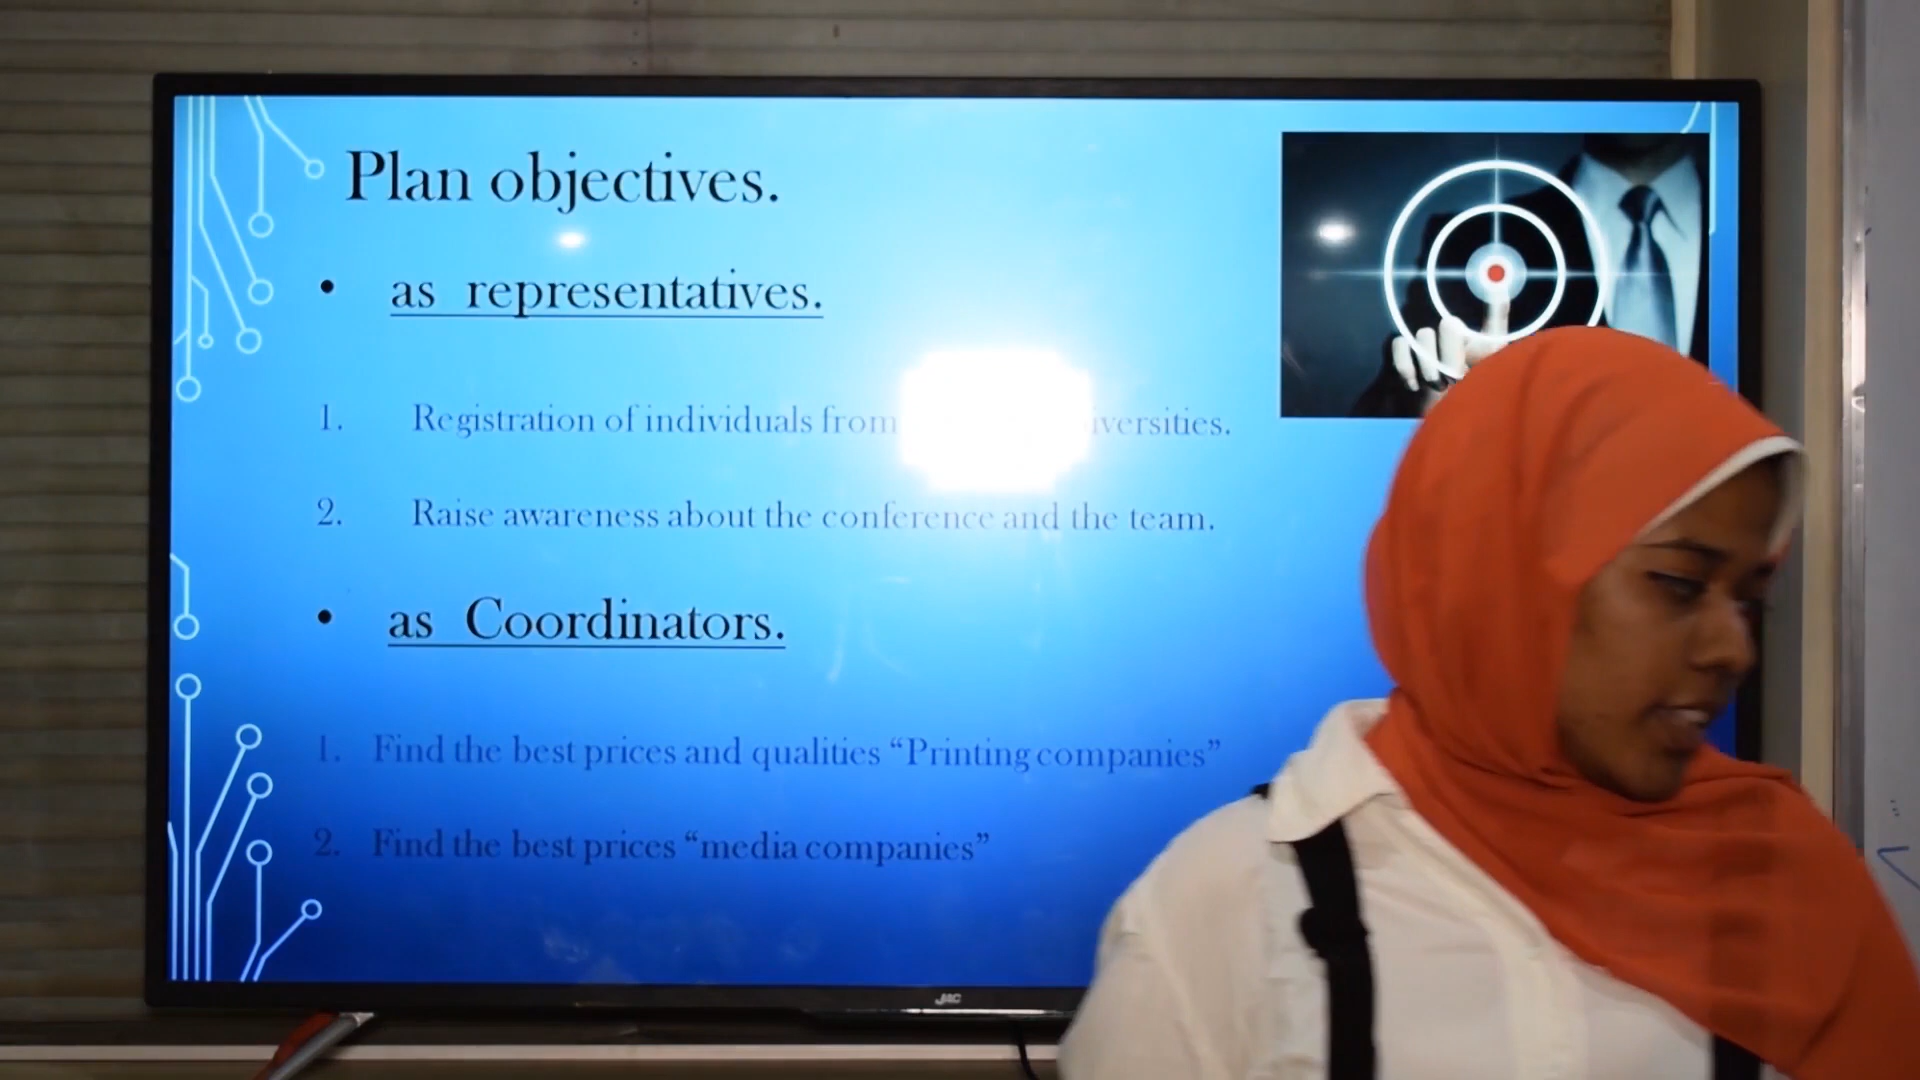 Plan objectives.
• as representatives.
1. Registration of individuals from
2. Raise awareness about the conference and the team.
• as Coordinators.
1. Find the best prices and qualities “Printing companies”
2. Find the best prices “media companies”
JAC